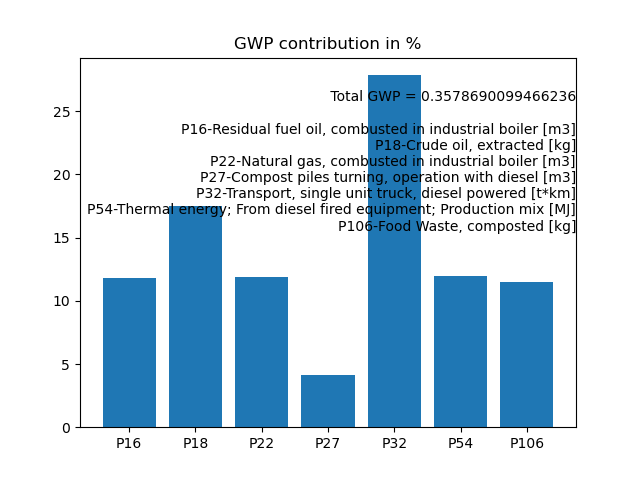 GWP contribution in %
Total GWP = 0.3578690099466236
P16-Residual fuel oil, combusted in industrial boiler [m3]
P18-Crude oil, extracted [kg]
P22-Natural gas, combusted in industrial boiler [m3]
P27-Compost piles turning, operation with diesel [m3]
P32-Transport, single unit truck, diesel powered [t*km]
P54-Thermal energy; From diesel fired equipment; Production mix [MJ]
P106-Food Waste, composted [kg]
25
20
15
10
5
0
P16 P18 P22 P27 P32 P54 P106